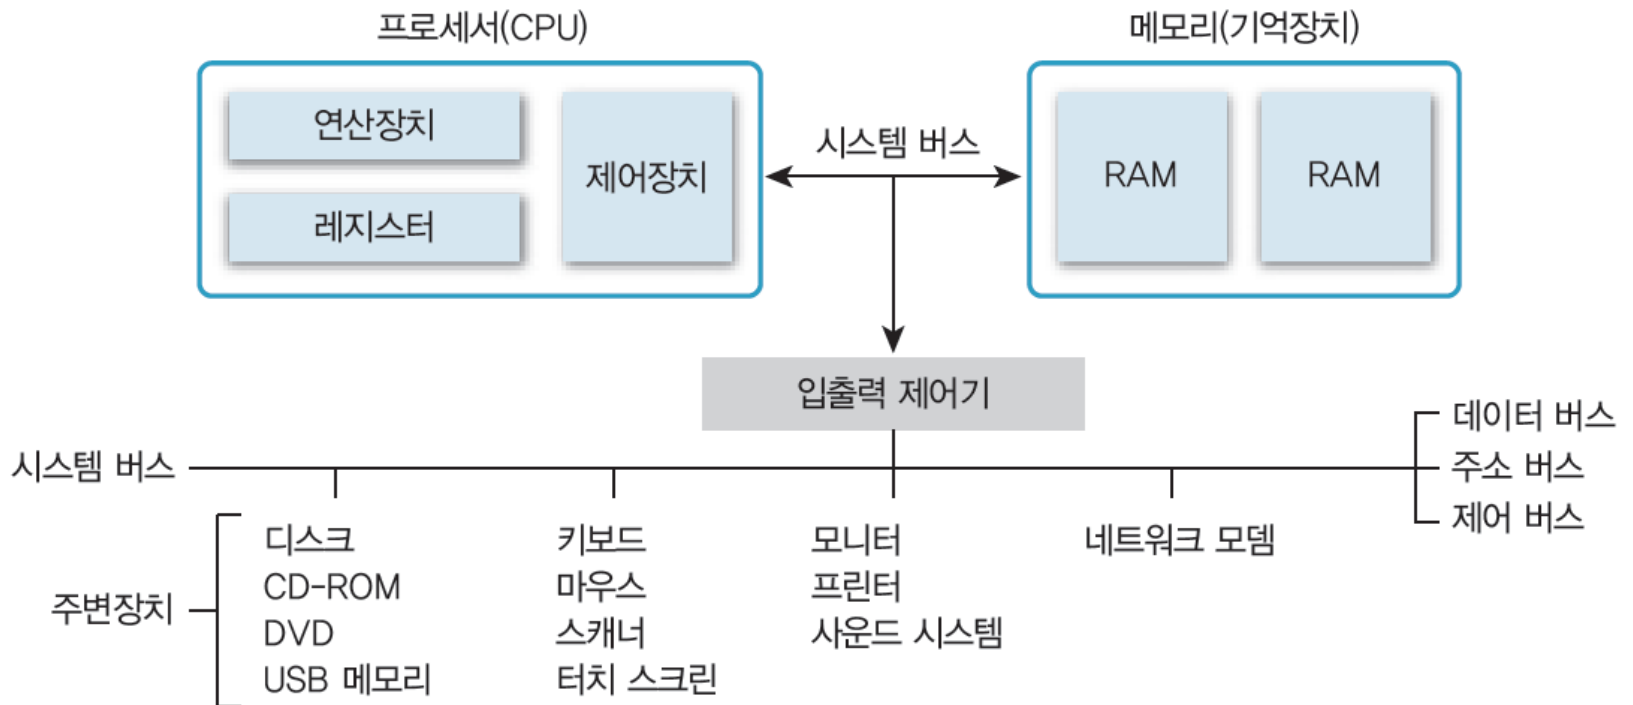 프로세서(CPU)
메모리(기억장치)
연산장치
레지스터
제어장치
시스템 버스
RAM
RAM
입출력 제어기
시스템 버스
데이터 버스
주소 버스
제어 버스
주변장치
디스크
CD-ROM
DVD
USB 메모리
키보드
마우스
스캐너
터치 스크린
모니터
프린터
사운드 시스템
네트워크 모뎀